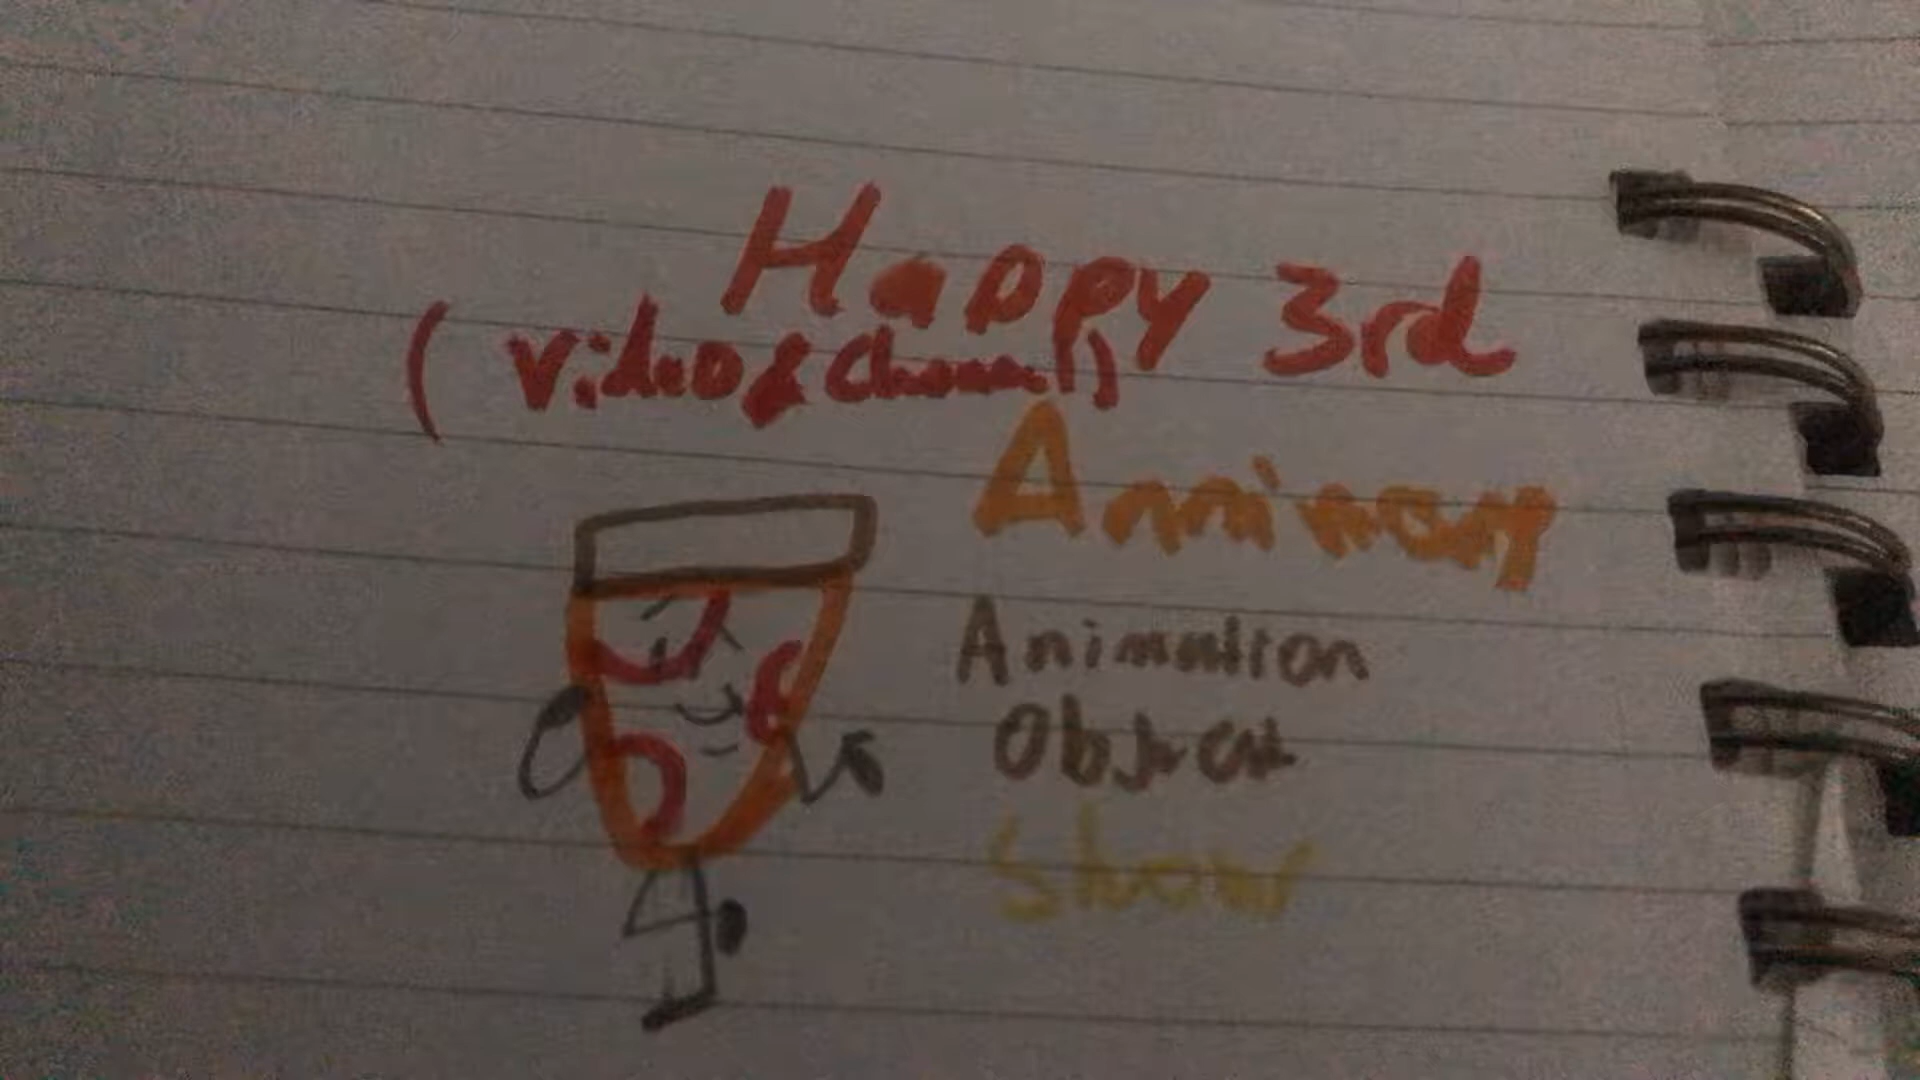 Happy 3rd
(Video & Channel)
Animation
Object
Show